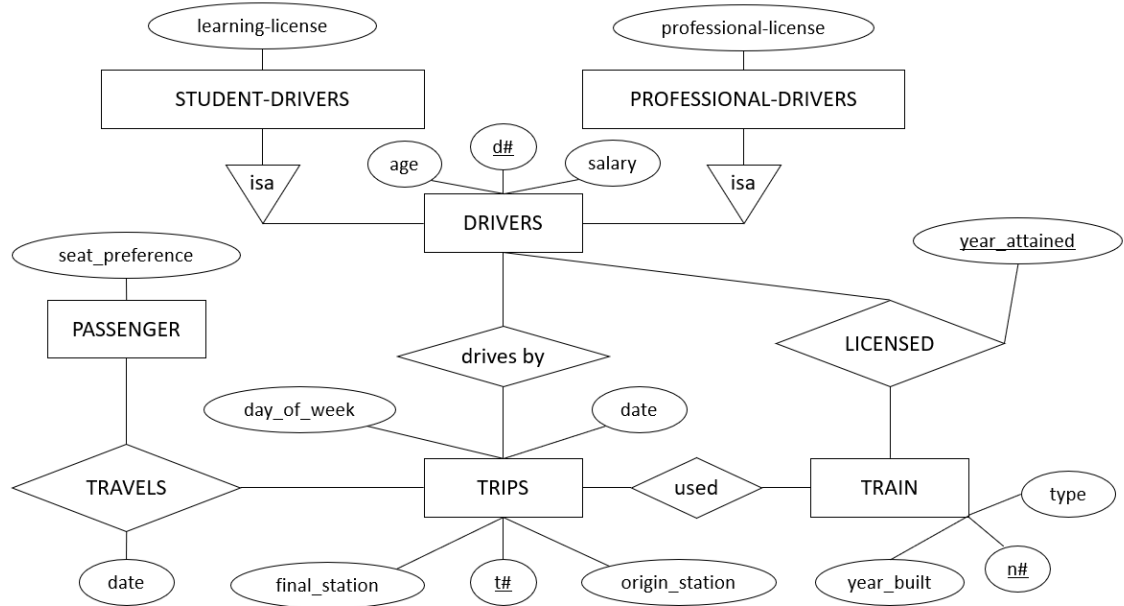 learning-license
professional-license
STUDENT-DRIVERS
PROFESSIONAL-DRIVERS
d#
age
salary
isa
isa
DRIVERS
year_attained
seat_preference
PASSENGER
LICENSED
drives by
day_of_week
date
TRAVELS
TRIPS
used
TRAIN
type
date
final_station
t#
origin_station
year_built
n#